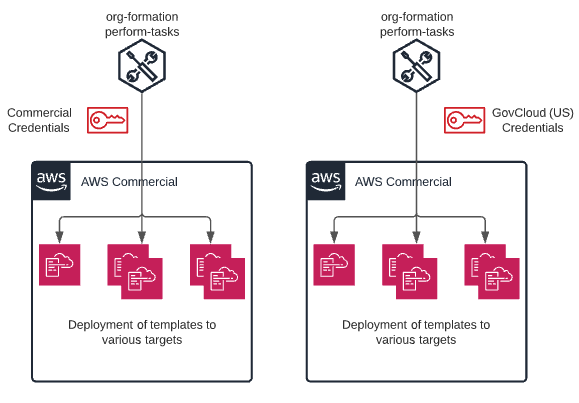 org-formation
perform-tasks
Commercial
Credentials
aws
AWS Commercial
Deployment of templates to
various targets
org-formation
perform-tasks
GovCloud (US)
Credentials
aws
AWS Commercial
Deployment of templates to
various targets